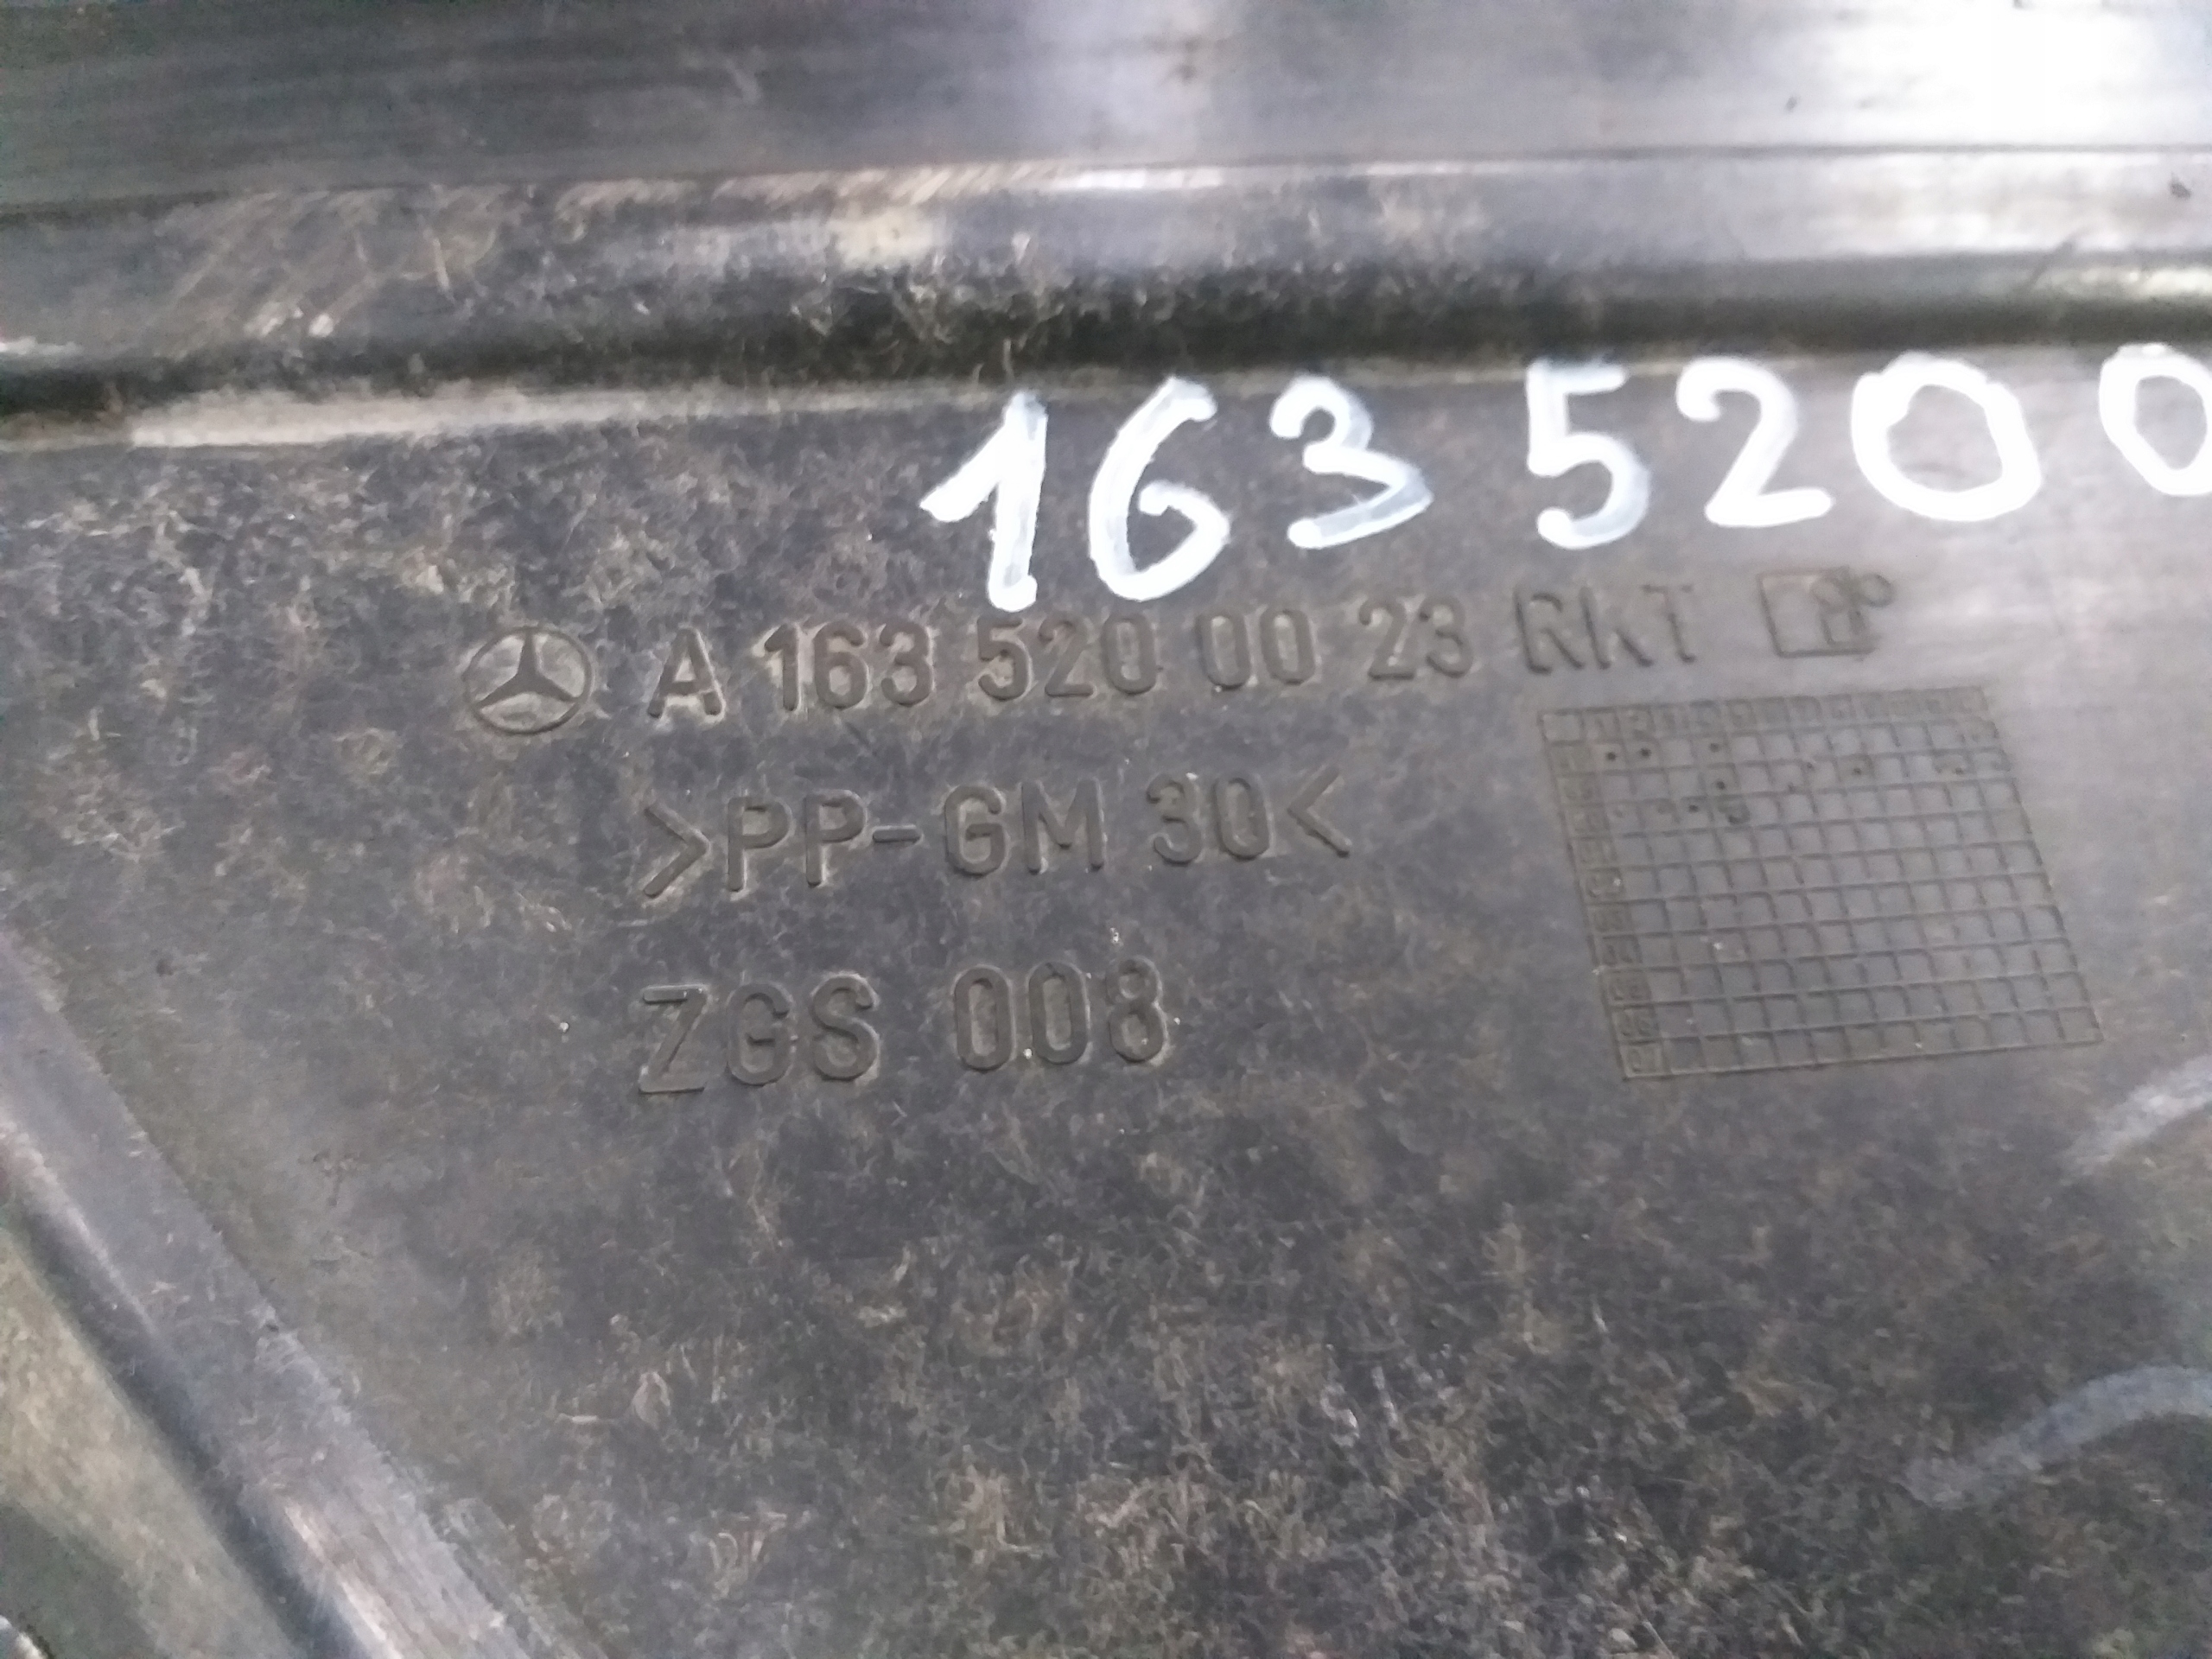 163 5200
A 163 520 00 23 RKT
>PP-GM 30<
ZGS 008